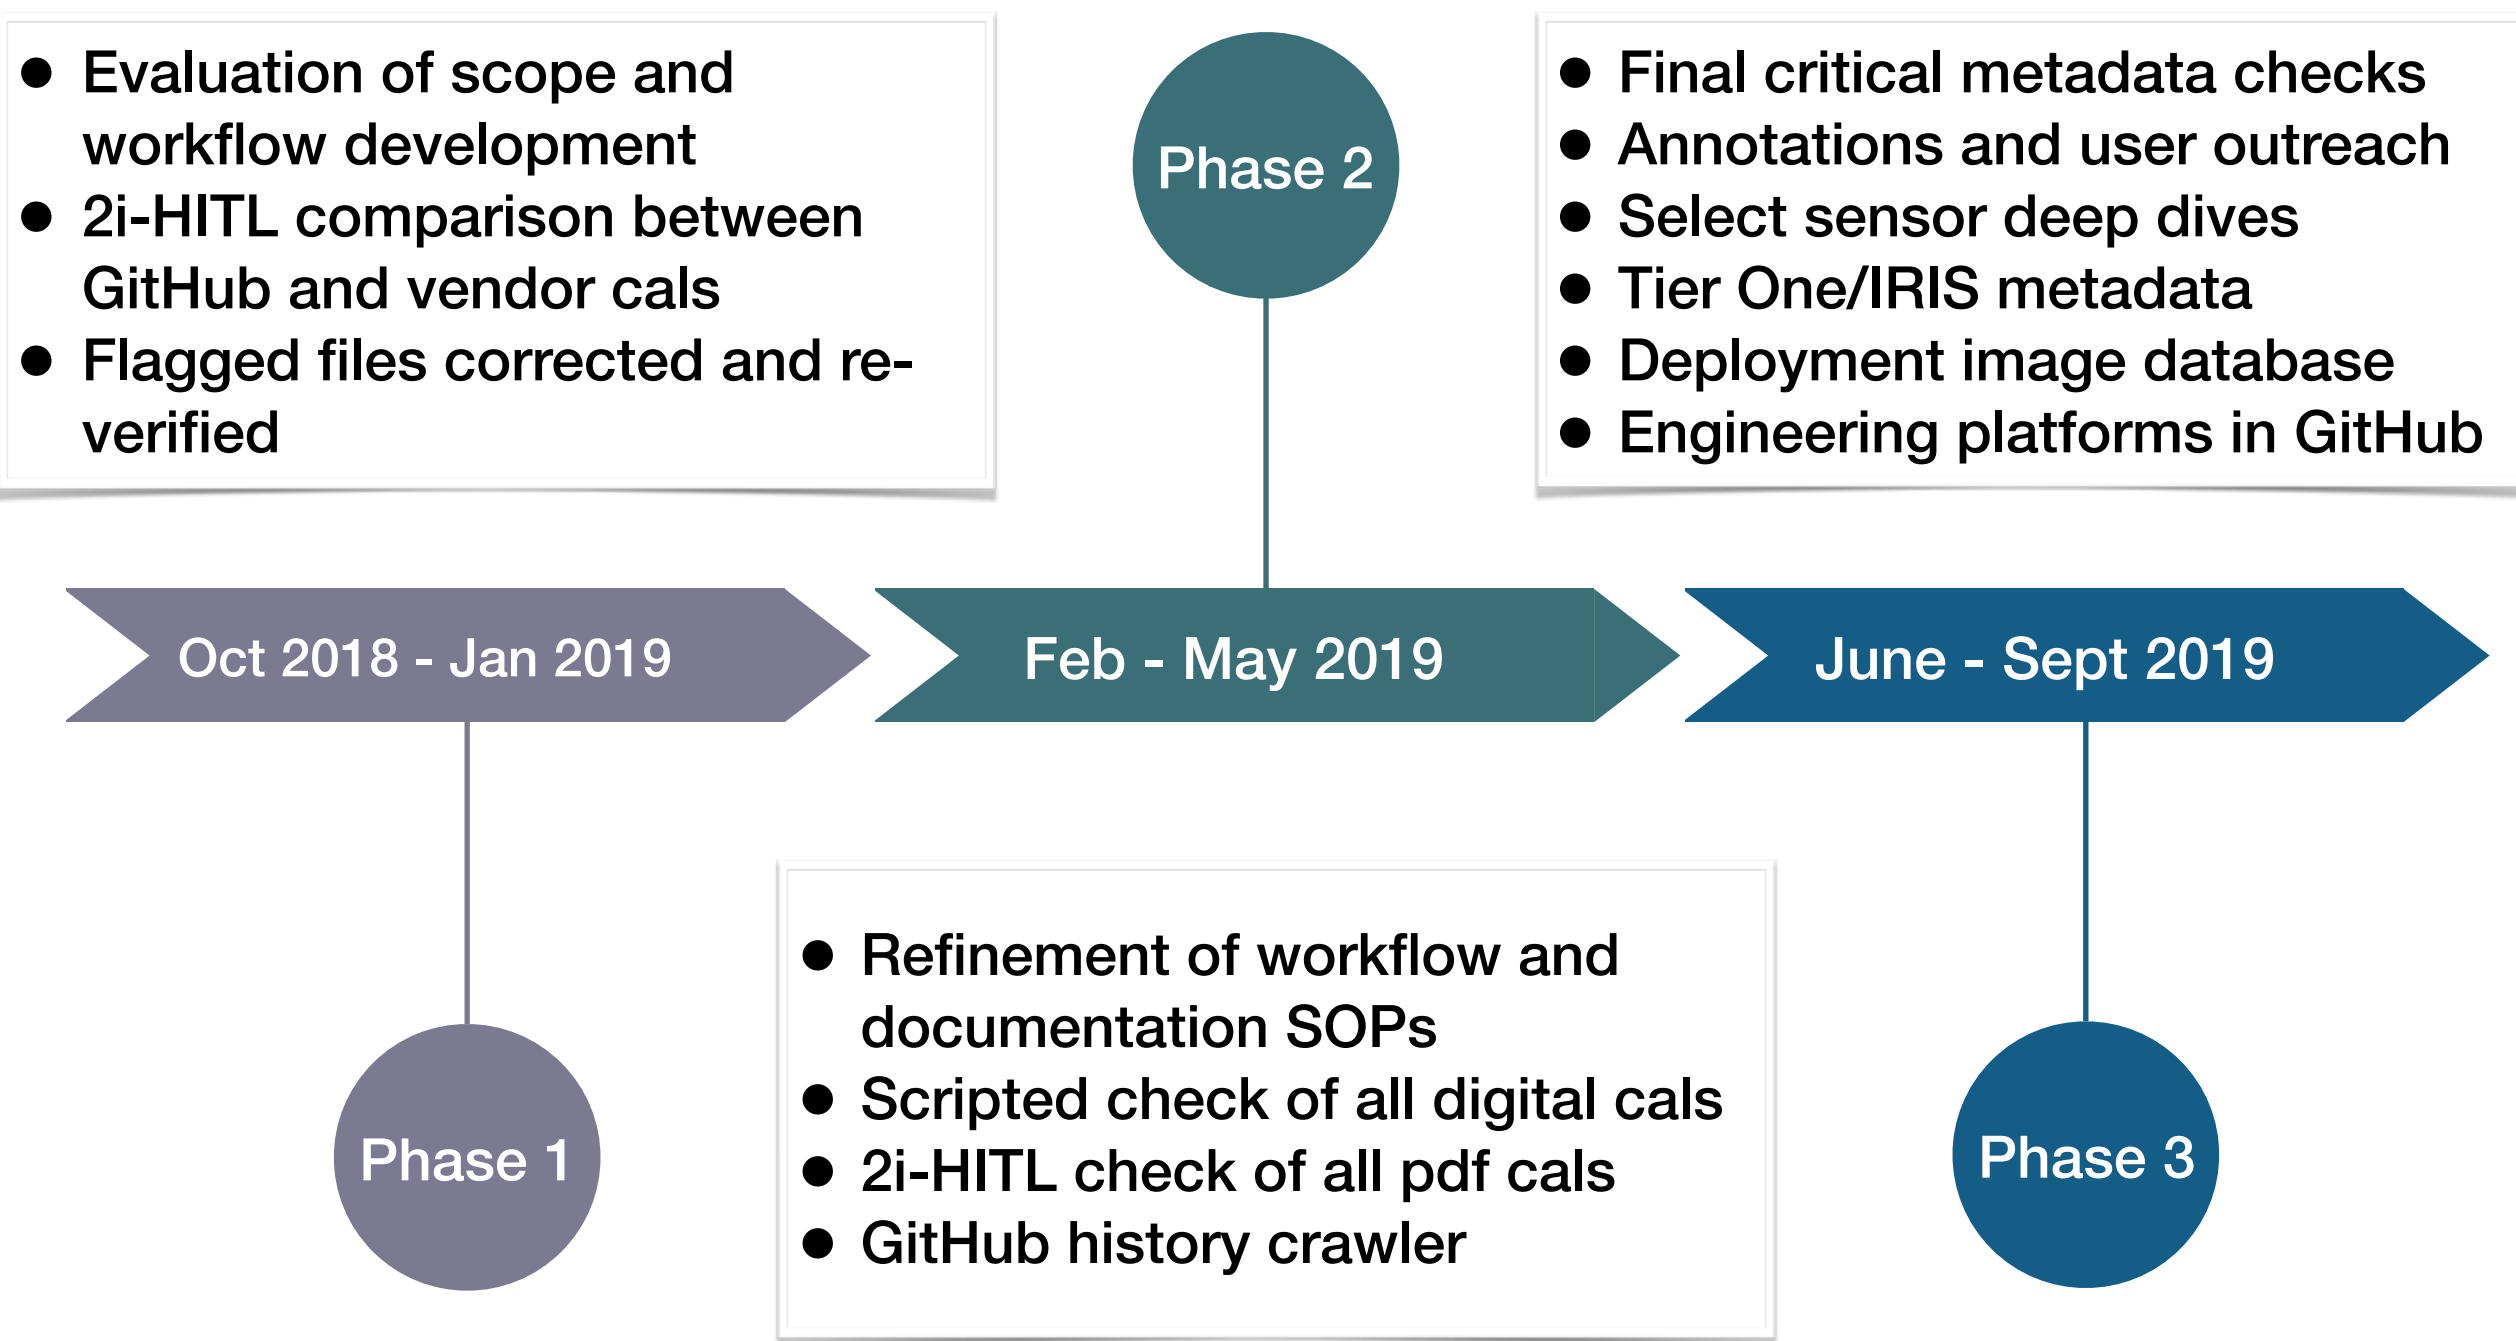 ● Evaluation of scope and
workflow development
● 2i-HITL comparison between
GitHub and vendor cals
● Flagged files corrected and re-
verified
Phase 2
● Final critical metadata checks
● Annotations and user outreach
● Select sensor deep dives
● Tier One/IRIS metadata
● Deployment image database
● Engineering platforms in GitHub
Oct 2018 - Jan 2019
Feb - May 2019
June - Sept 2019
Phase 1
● Refinement of workflow and
documentation SOPs
● Scripted check of all digital cals
● 2i-HITL check of all pdf cals
● GitHub history crawler
Phase 3